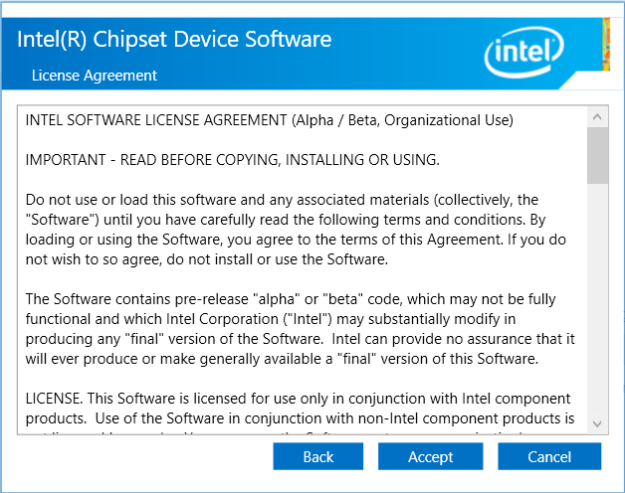 Intel(R) Chipset Device Software
License Agreement
intel
INTEL SOFTWARE LICENSE AGREEMENT (Alpha / Beta, Organizational Use)
IMPORTANT - READ BEFORE COPYING, INSTALLING OR USING.
Do not use or load this software and any associated materials (collectively, the
"Software") until you have carefully read the following terms and conditions. By
loading or using the Software, you agree to the terms of this Agreement. If you do
not wish to so agree, do not install or use the Software.
The Software contains pre-release "alpha" or "beta" code, which may not be fully
functional and which Intel Corporation ("Intel") may substantially modify in
producing any "final" version of the Software.  Intel can provide no assurance that it
will ever produce or make generally available a "final" version of this Software.
LICENSE. This Software is licensed for use only in conjunction with Intel component
products.  Use of the Software in conjunction with non-Intel component products is
Back
Accept
Cancel